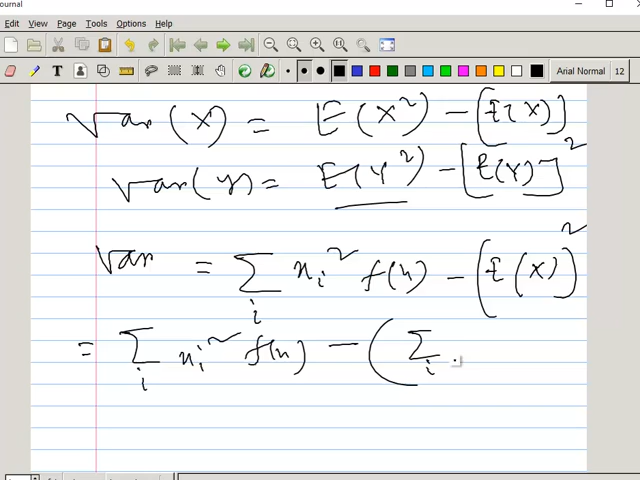 ournal
Edit View Page Tools Options Help
T Arial Normal 12
Var (X) = E(X²) - [E(X)]
Var(Y) = E(Y²) - [E(Y)]²
Var = ∑ᵢ xᵢ² f(x) - [E(X)]²
= ∑ᵢ xᵢ² f(x) - (∑ᵢ .